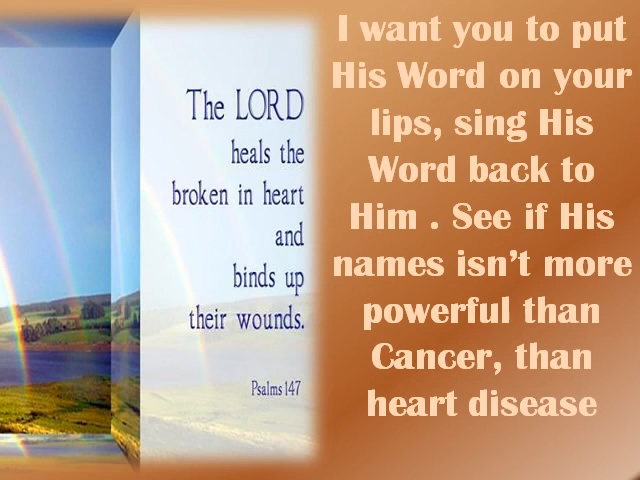 The LORD
heals the
broken in heart
and
binds up
their wounds.
Psalms 147
I want you to put
His Word on your
lips, sing His
Word back to
Him . See if His
names isn’t more
powerful than
Cancer, than
heart disease